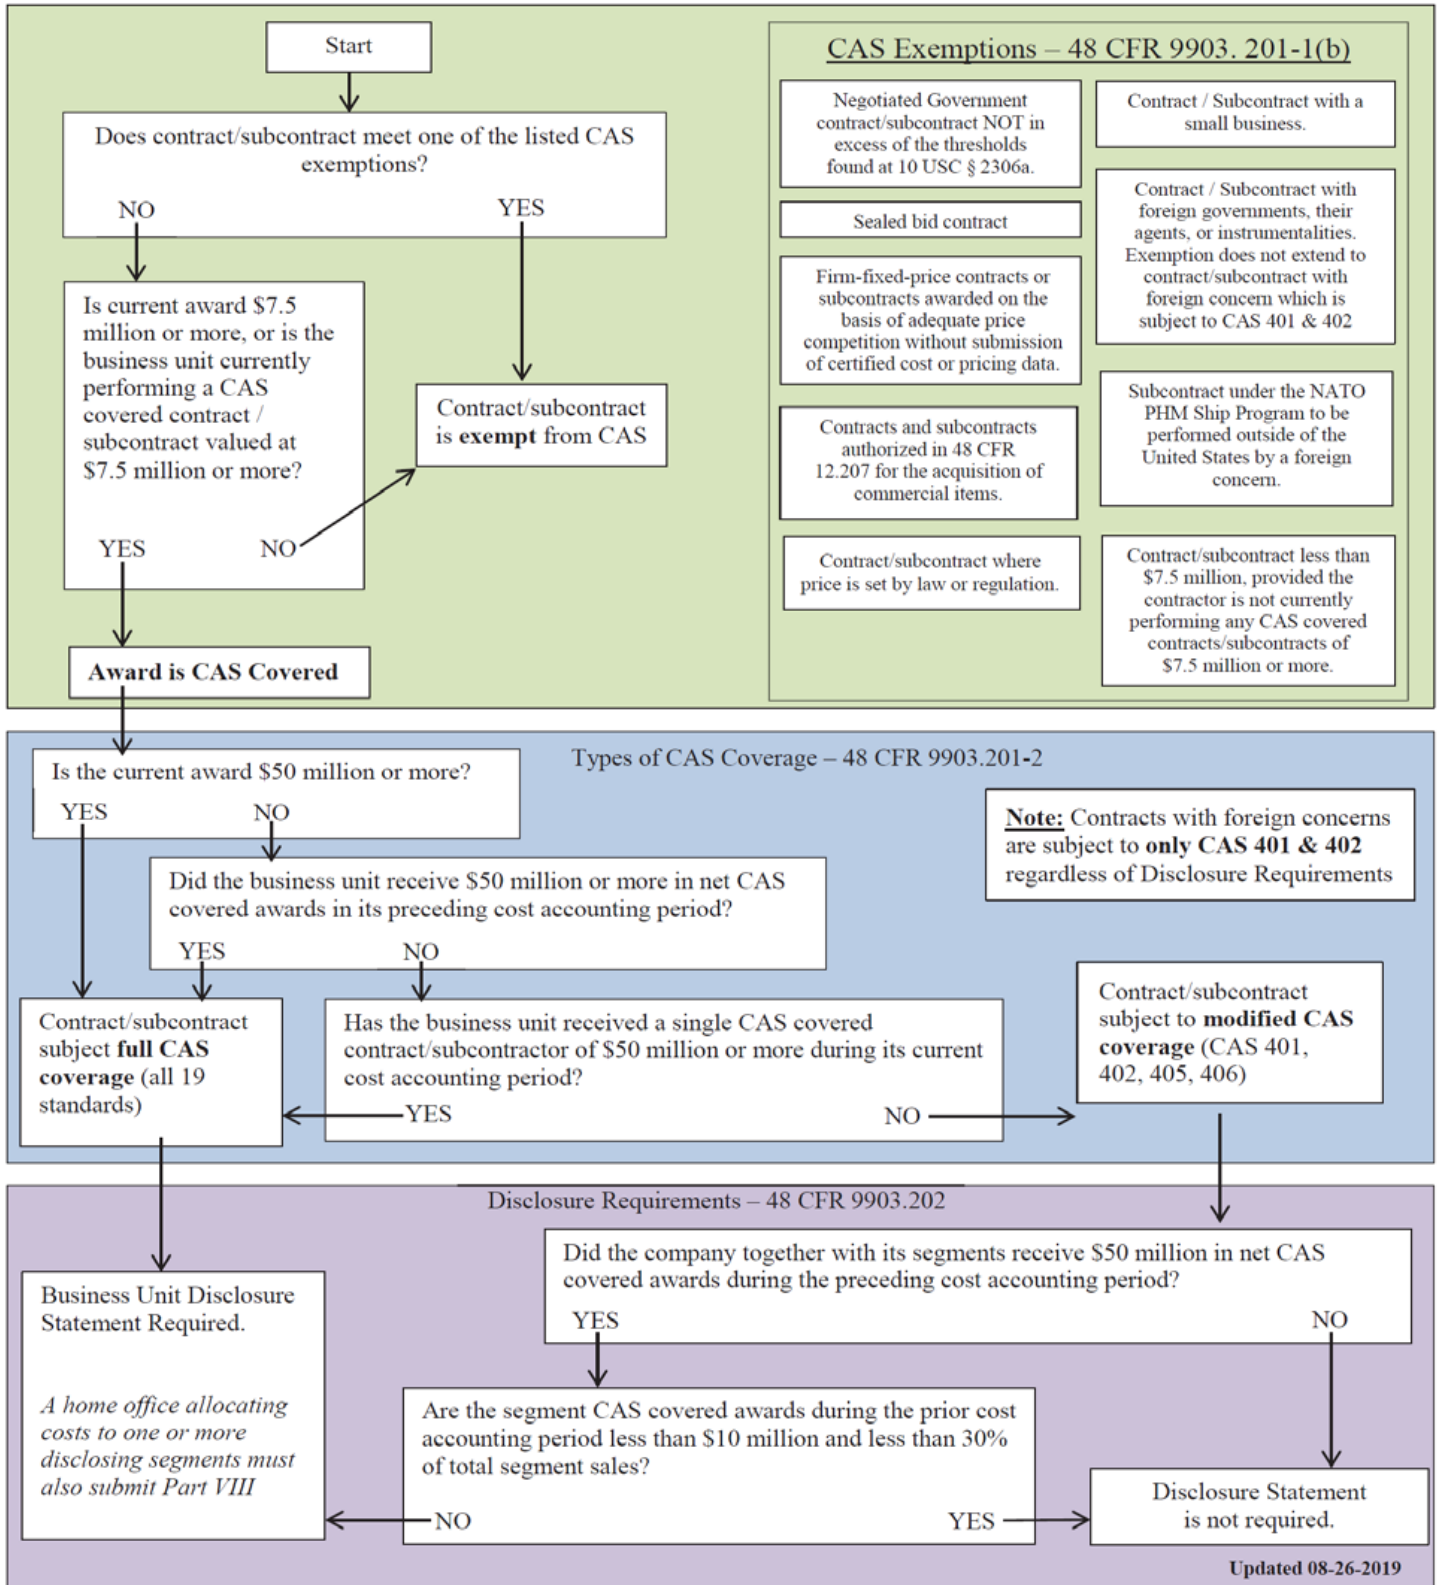 Start
Does contract/subcontract meet one of the listed CAS
exemptions?
NO
YES
Is current award $7.5
million or more, or is the
business unit currently
performing a CAS
covered contract /
subcontract valued at
$7.5 million or more?
YES
NO
Contract/subcontract
is exempt from CAS
Award is CAS Covered
CAS Exemptions – 48 CFR 9903. 201-1(b)
Negotiated Government
contract/subcontract NOT in
excess of the thresholds
found at 10 USC § 2306a.
Sealed bid contract
Firm-fixed-price contracts or
subcontracts awarded on the
basis of adequate price
competition without submission
of certified cost or pricing data.
Contracts and subcontracts
authorized in 48 CFR
12.207 for the acquisition of
commercial items.
Contract/subcontract where
price is set by law or regulation.
Contract / Subcontract with a
small business.
Contract / Subcontract with
foreign governments, their
agents, or instrumentalities.
Exemption does not extend to
contract/subcontract with
foreign concern which is
subject to CAS 401 & 402
Subcontract under the NATO
PHM Ship Program to be
performed outside of the
United States by a foreign
concern.
Contract/subcontract less than
$7.5 million, provided the
contractor is not currently
performing any CAS covered
contracts/subcontracts of
$7.5 million or more.
Types of CAS Coverage – 48 CFR 9903.201-2
Is the current award $50 million or more?
YES
NO
Note: Contracts with foreign concerns
are subject to only CAS 401 & 402
regardless of Disclosure Requirements
Did the business unit receive $50 million or more in net CAS
covered awards in its preceding cost accounting period?
YES
NO
Contract/subcontract
subject full CAS
coverage (all 19
standards)
Has the business unit received a single CAS covered
contract/subcontractor of $50 million or more during its current
cost accounting period?
YES
NO
Contract/subcontract
subject to modified CAS
coverage (CAS 401,
402, 405, 406)
Disclosure Requirements – 48 CFR 9903.202
Did the company together with its segments receive $50 million in net CAS
covered awards during the preceding cost accounting period?
YES
NO
Business Unit Disclosure
Statement Required.
A home office allocating
costs to one or more
disclosing segments must
also submit Part VIII
Are the segment CAS covered awards during the prior cost
accounting period less than $10 million and less than 30%
of total segment sales?
NO
YES
Disclosure Statement
is not required.
Updated 08-26-2019